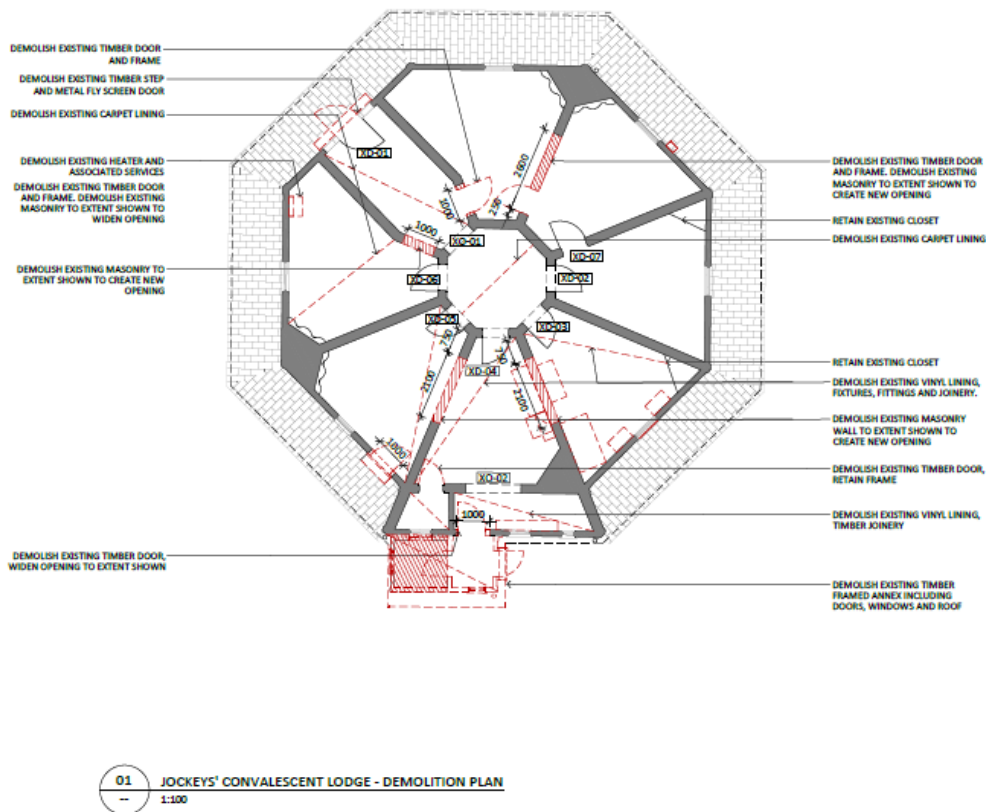 DEMOLISH EXISTING TIMBER DOOR
AND FRAME
DEMOLISH EXISTING TIMBER STEP
AND METAL FLY SCREEN DOOR
DEMOLISH EXISTING CARPET LINING
DEMOLISH EXISTING HEATER AND
ASSOCIATED SERVICES
DEMOLISH EXISTING TIMBER DOOR
AND FRAME. DEMOLISH EXISTING
MASONRY TO EXTENT SHOWN TO
WIDEN OPENING
DEMOLISH EXISTING MASONRY TO
EXTENT SHOWN TO CREATE NEW
OPENING
DEMOLISH EXISTING TIMBER DOOR,
WIDEN OPENING TO EXTENT SHOWN
XD-01
2600
1000
250
1000
XO-01
XD-07
XD-06
XD-02
XD-05
XD-03
750
XD-04
2100
2100
1000
XO-02
1000
DEMOLISH EXISTING TIMBER DOOR
AND FRAME. DEMOLISH EXISTING
MASONRY TO EXTENT SHOWN TO
CREATE NEW OPENING
RETAIN EXISTING CLOSET
DEMOLISH EXISTING CARPET LINING
RETAIN EXISTING CLOSET
DEMOLISH EXISTING VINYL LINING,
FIXTURES, FITTINGS AND JOINERY.
DEMOLISH EXISTING MASONRY
WALL TO EXTENT SHOWN TO
CREATE NEW OPENING
DEMOLISH EXISTING TIMBER DOOR,
RETAIN FRAME
DEMOLISH EXISTING VINYL LINING,
TIMBER JOINERY
DEMOLISH EXISTING TIMBER
FRAMED ANNEX INCLUDING
DOORS, WINDOWS AND ROOF
01
--
JOCKEYS' CONVALESCENT LODGE - DEMOLITION PLAN
1:100